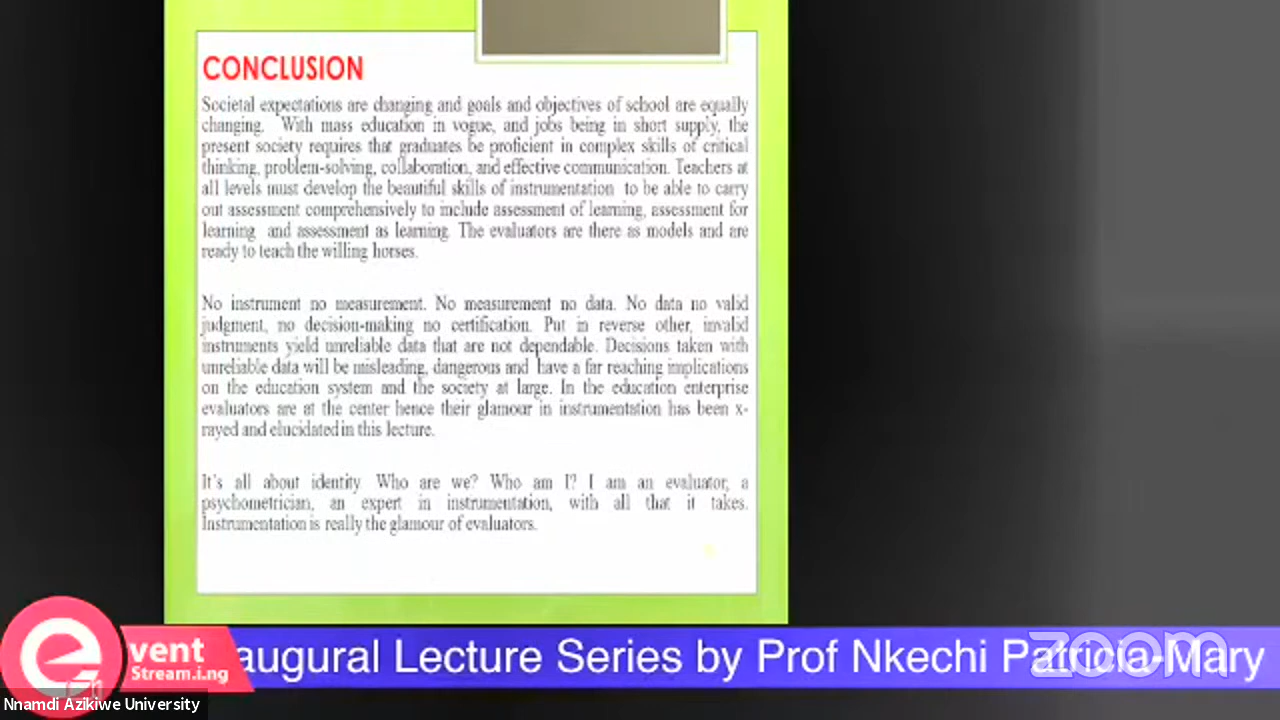 CONCLUSION
Societal expectations are changing and goals and objectives of school are equally
changing. With mass education in vogue, and jobs being in short supply, the
present society requires that graduates be proficient in complex skills of critical
thinking, problem-solving, collaboration, and effective communication. Teachers at
all levels must develop the beautiful skills of instrumentation to be able to carry
out assessment comprehensively to include assessment of learning, assessment for
learning and assessment as learning. The evaluators are there as models and are
ready to teach the willing horses.
No instrument no measurement. No measurement no data. No data no valid
judgment, no decision-making no certification. Put in reverse other, invalid
instruments yield unreliable data that are not dependable. Decisions taken with
unreliable data will be misleading, dangerous and have a far reaching implications
on the education system and the society at large. In the education enterprise
evaluators are at the center hence their glamour in instrumentation has been x-
rayed and elucidated in this lecture.
It's all about identity. Who are we? Who am I? I am an evaluator, a
psychometrician, an expert in instrumentation, with all that it takes.
Instrumentation is really the glamour of evaluators.
event
Stream.i.ng
augural Lecture Series by Prof Nkechi Patricia-Mary
zoom
Nnamdi Azikiwe University